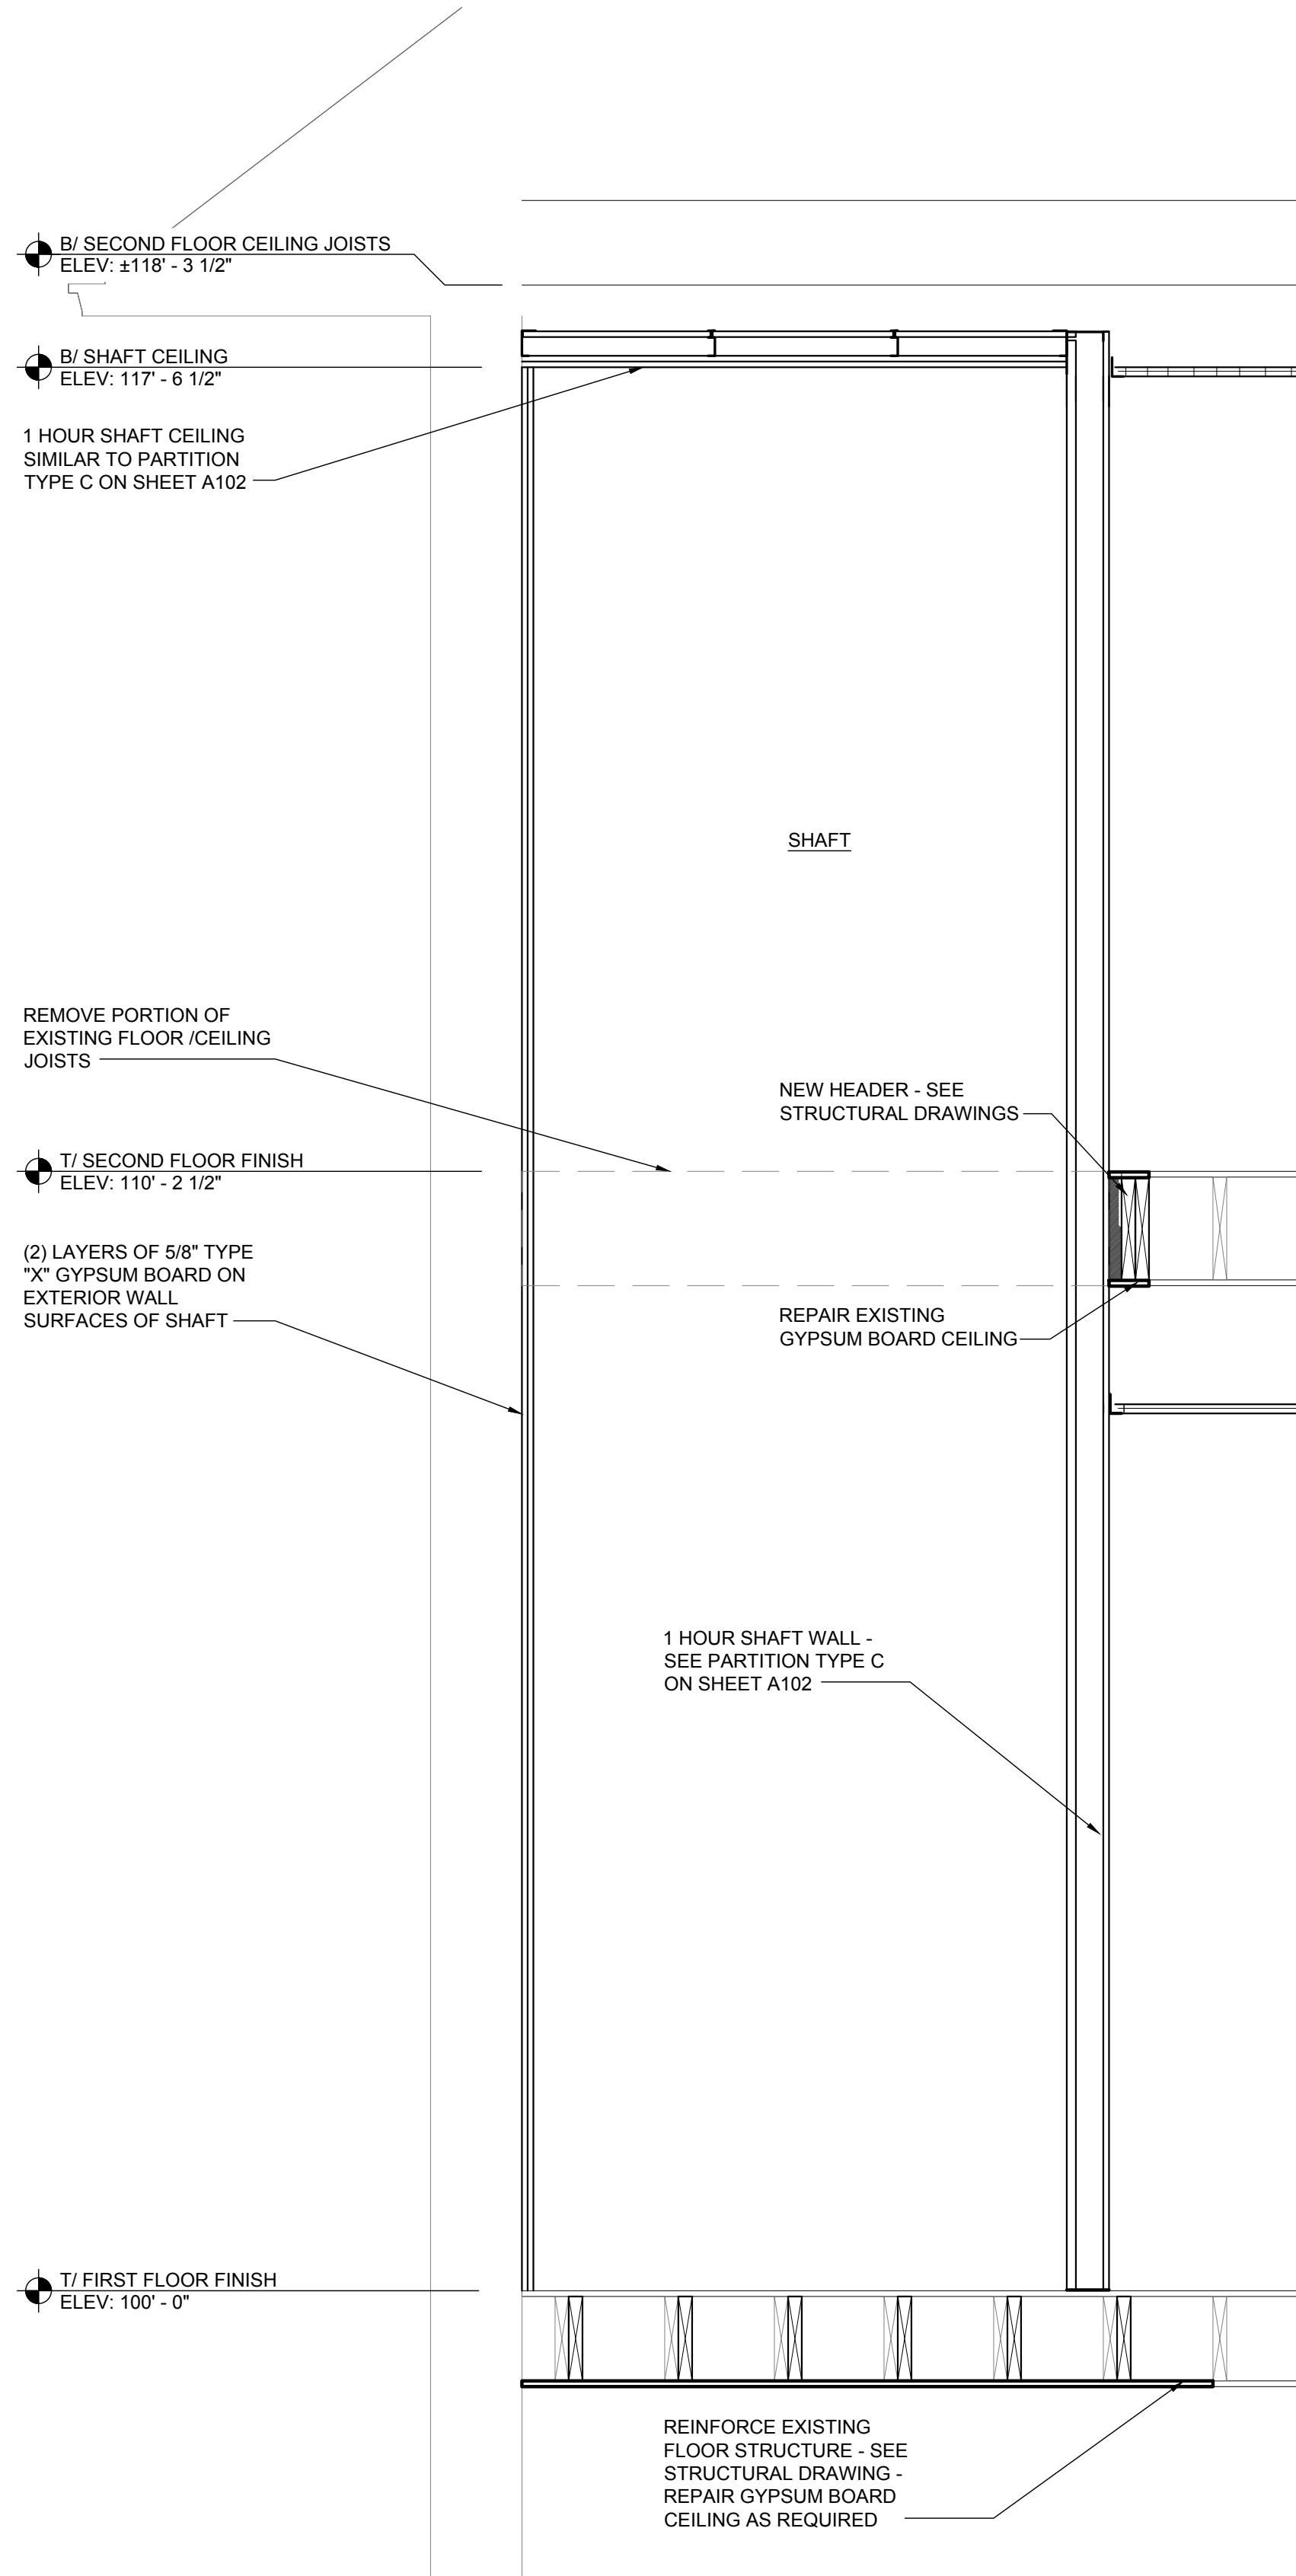 B/ SECOND FLOOR CEILING JOISTS
ELEV: ±118' - 3 1/2"
B/ SHAFT CEILING
ELEV: 117' - 6 1/2"
1 HOUR SHAFT CEILING
SIMILAR TO PARTITION
TYPE C ON SHEET A102
SHAFT
REMOVE PORTION OF
EXISTING FLOOR /CEILING
JOISTS
NEW HEADER - SEE
STRUCTURAL DRAWINGS
T/ SECOND FLOOR FINISH
ELEV: 110' - 2 1/2"
(2) LAYERS OF 5/8" TYPE
"X" GYPSUM BOARD ON
EXTERIOR WALL
SURFACES OF SHAFT
REPAIR EXISTING
GYPSUM BOARD CEILING
1 HOUR SHAFT WALL -
SEE PARTITION TYPE C
ON SHEET A102
T/ FIRST FLOOR FINISH
ELEV: 100' - 0"
REINFORCE EXISTING
FLOOR STRUCTURE - SEE
STRUCTURAL DRAWING -
REPAIR GYPSUM BOARD
CEILING AS REQUIRED